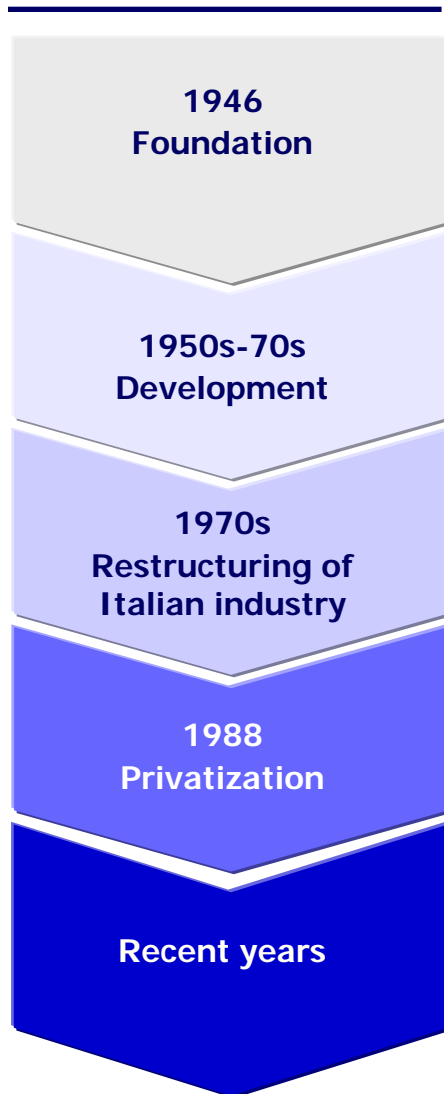 1946
Foundation
1950s-70s
Development
1970s
Restructuring of
Italian industry
1988
Privatization
Recent years